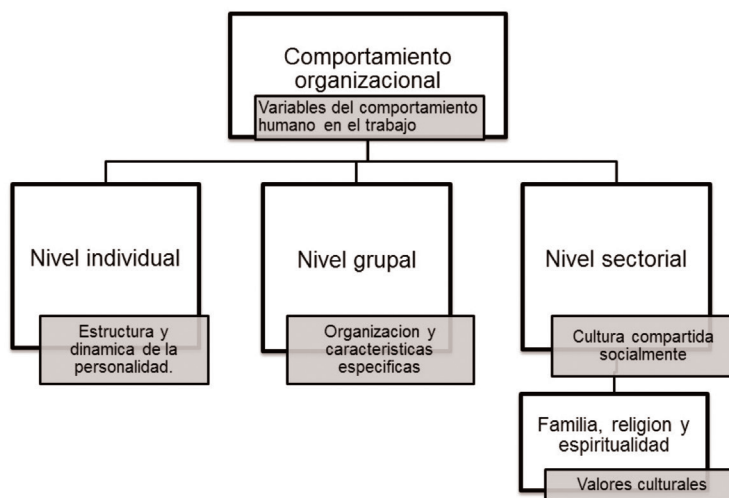 Comportamiento
organizacional
Variables del comportamiento
humano en el trabajo
Nivel individual
Estructura y
dinamica de la
personalidad.
Nivel grupal
Organizacion y
caracteristicas
especificas
Nivel sectorial
Cultura compartida
socialmente
Familia, religion y
espiritualidad
Valores culturales